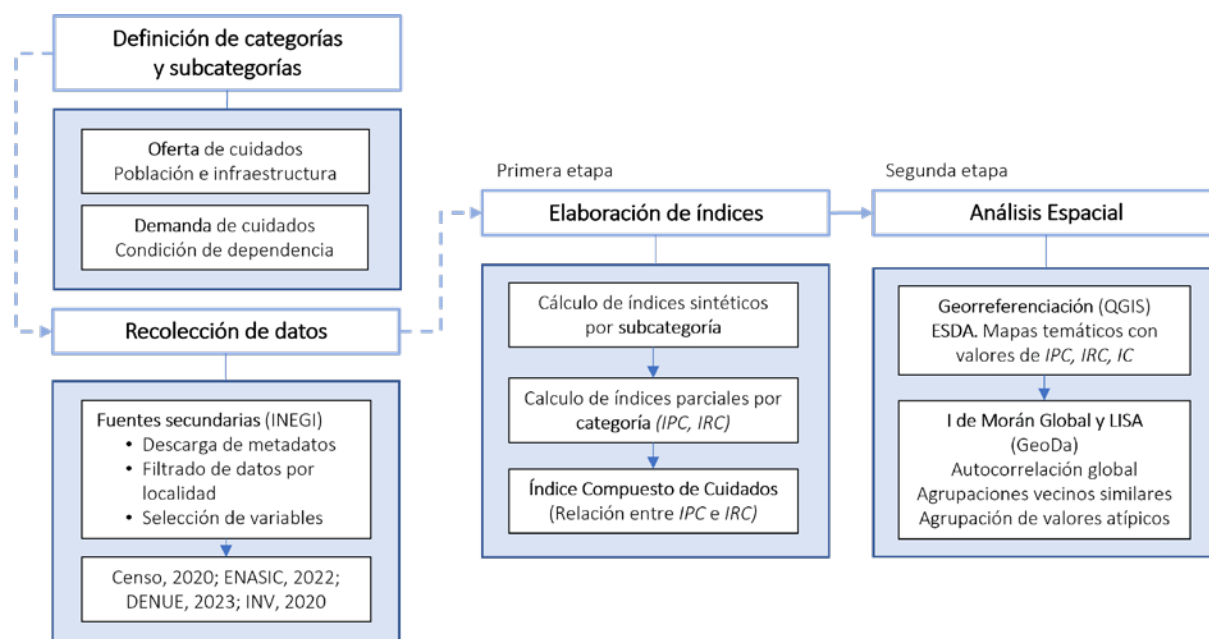 Definición de categorías
y subcategorías
Oferta de cuidados
Población e infraestructura
Demanda de cuidados
Condición de dependencia
Recolección de datos
Fuentes secundarias (INEGI)
• Descarga de metadatos
• Filtrado de datos por
localidad
• Selección de variables
Censo, 2020; ENASIC, 2022;
DENUE, 2023; INV, 2020
Primera etapa
Elaboración de índices
Cálculo de índices sintéticos
por subcategoría
Calculo de índices parciales por
categoría (IPC, IRC)
Índice Compuesto de Cuidados
(Relación entre IPC e IRC)
Segunda etapa
Análisis Espacial
Georreferenciación (QGIS)
ESDA. Mapas temáticos con
valores de IPC, IRC, IC
I de Morán Global y LISA
(GeoDa)
Autocorrelación global
Agrupaciones vecinos similares
Agrupación de valores atípicos